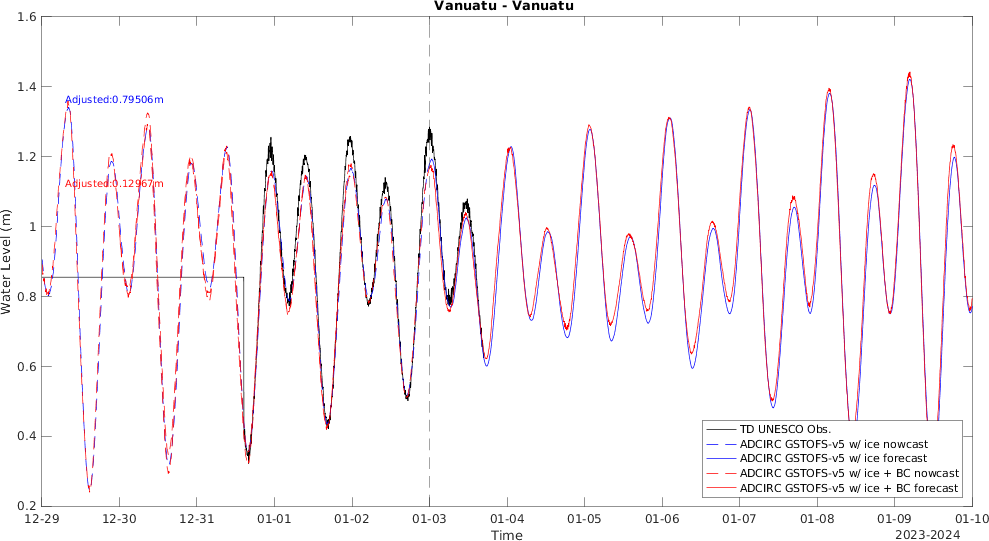 Vanuatu - Vanuatu
1.6
1.4
1.2
1
0.8
0.6
0.4
0.2
Water Level (m)
Adjusted:0.79506m
Adjusted:0.12967m
TD UNESCO Obs.
ADCIRC GSTOFS-v5 w/ ice nowcast
ADCIRC GSTOFS-v5 w/ ice forecast
ADCIRC GSTOFS-v5 w/ ice + BC nowcast
ADCIRC GSTOFS-v5 w/ ice + BC forecast
12-29 12-30 12-31 01-01 01-02 01-03 01-04 01-05 01-06 01-07 01-08 01-09 01-10
Time
2023-2024